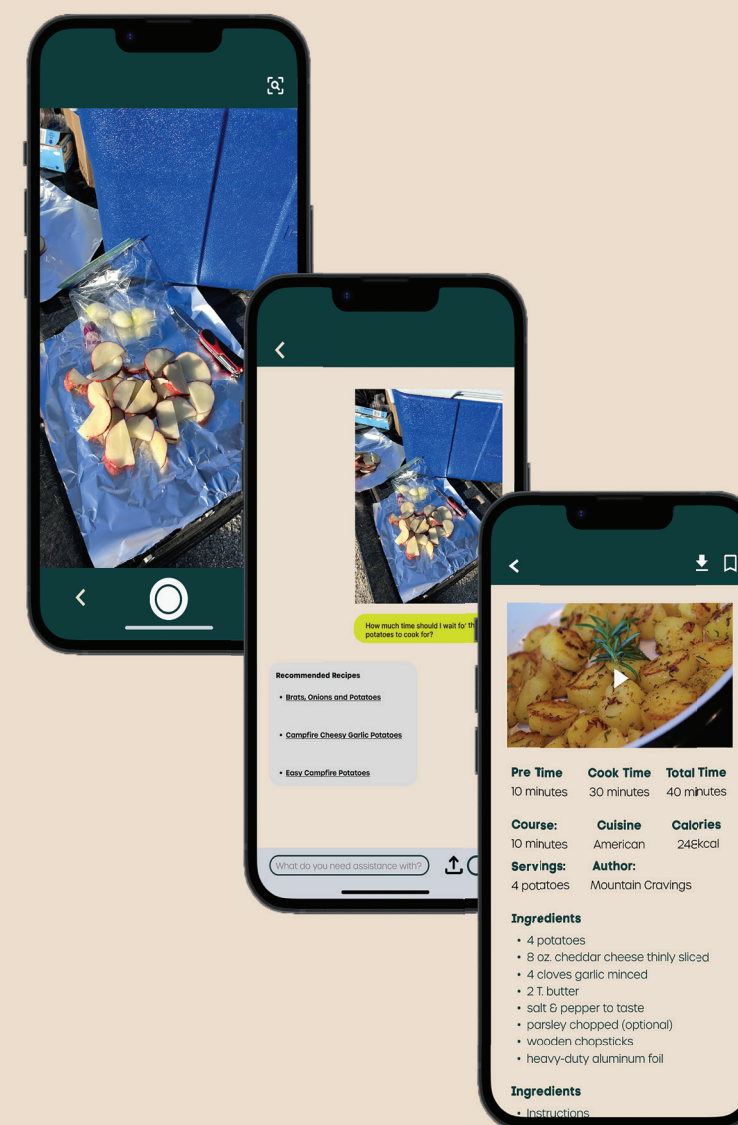 How much time should I wait for th
potatoes to cook for?
Recommended Recipes
• Brats, Onions and Potatoes
• Campfire Cheesy Garlic Potatoes
• Easy Campfire Potatoes
What do you need assistance with?
Pre Time Cook Time Total Time
10 minutes 30 minutes 40 minutes
Course: Cuisine Calories
10 minutes American 248kcal
Servings: Author:
4 potatoes Mountain Cravings
Ingredients
• 4 potatoes
• 8 oz. cheddar cheese thinly sliced
• 4 cloves garlic minced
• 2 T. butter
• salt & pepper to taste
• parsley chopped (optional)
• wooden chopsticks
• heavy-duty aluminum foil
Ingredients
• Instructions